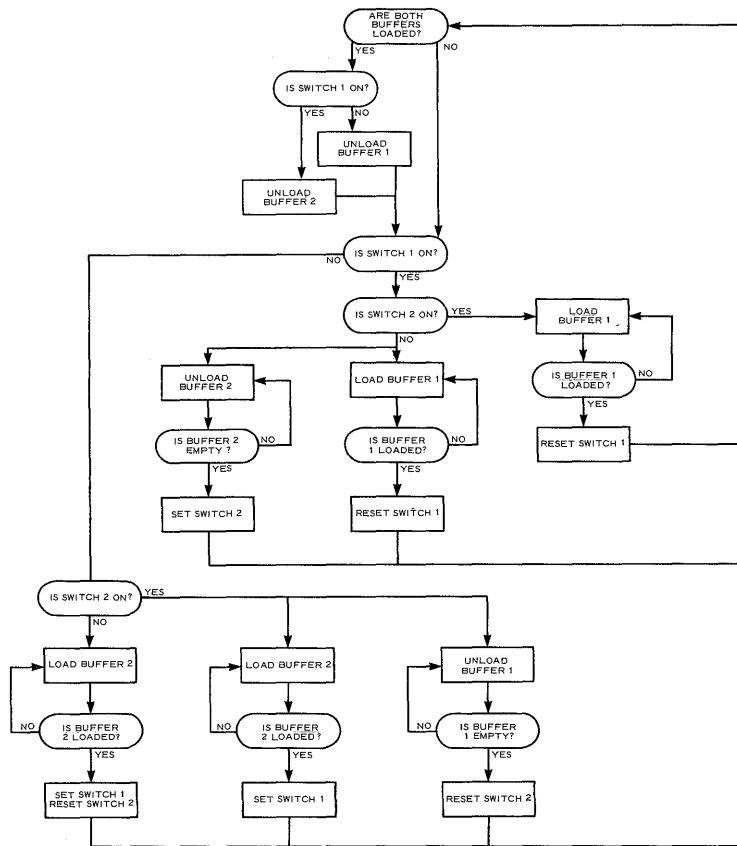 ARE BOTH
BUFFERS
LOADED?
YES
NO
IS SWITCH 1 ON?
YES
NO
UNLOAD
BUFFER 1
UNLOAD
BUFFER 2
IS SWITCH 1 ON?
NO
YES
IS SWITCH 2 ON?
YES
NO
LOAD
BUFFER 1
IS BUFFER 1
LOADED?
NO
YES
RESET SWITCH 1
UNLOAD
BUFFER 2
IS BUFFER 2
EMPTY ?
NO
YES
SET SWITCH 2
LOAD BUFFER 1
IS BUFFER
1 LOADED?
NO
YES
RESET SWITCH 1
IS SWITCH 2 ON?
YES
NO
LOAD BUFFER 2
IS BUFFER
2 LOADED?
NO
YES
SET SWITCH 1
RESET SWITCH 2
LOAD BUFFER 2
IS BUFFER
2 LOADED?
NO
YES
SET SWITCH 1
UNLOAD
BUFFER 1
IS BUFFER
1 EMPTY?
NO
YES
RESET SWITCH 2